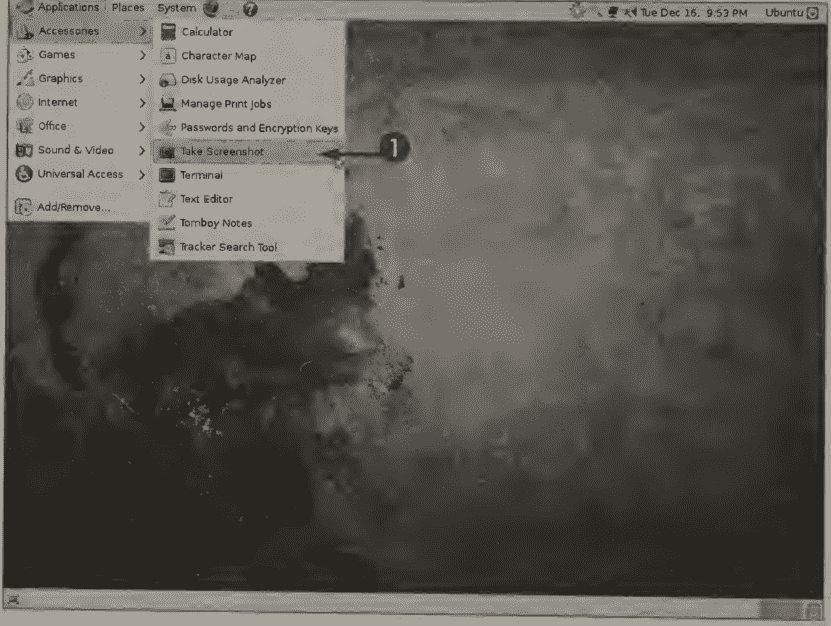 Applications Places System
Tue Dec 16, 9:53 PM Ubuntu
Accessories
Games
Graphics
Internet
Office
Sound & Video
Universal Access
Add/Remove...
Calculator
Character Map
Disk Usage Analyzer
Manage Print Jobs
Passwords and Encryption Keys
Take Screenshot
1
Terminal
Text Editor
Tomboy Notes
Tracker Search Tool